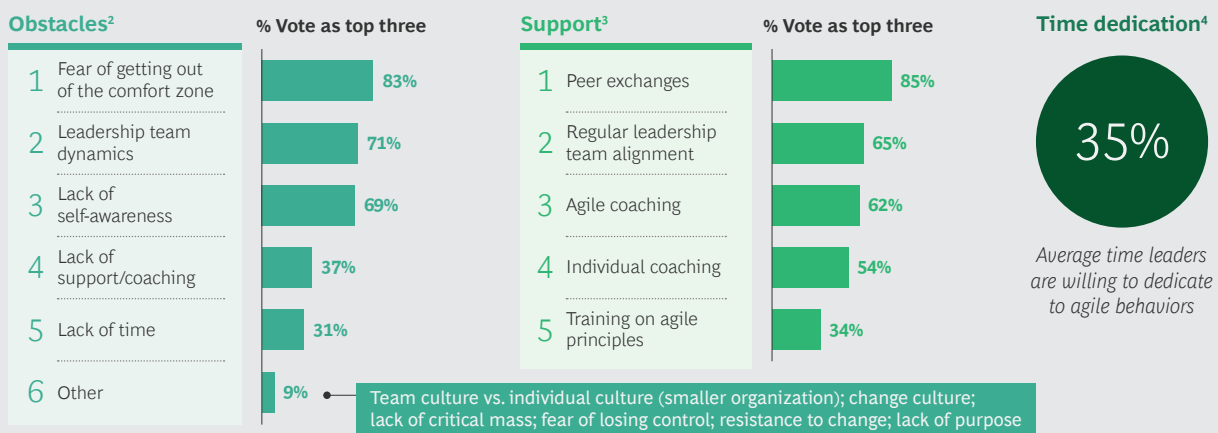 Obstacles²
% Vote as top three
1 Fear of getting out
of the comfort zone
83%
2 Leadership team
dynamics
71%
3 Lack of
self-awareness
69%
4 Lack of
support/coaching
37%
5 Lack of time
31%
6 Other
9%
Team culture vs. individual culture (smaller organization); change culture;
lack of critical mass; fear of losing control; resistance to change; lack of purpose
Support³
% Vote as top three
1 Peer exchanges
85%
2 Regular leadership
team alignment
65%
3 Agile coaching
62%
4 Individual coaching
54%
5 Training on agile
principles
34%
Time dedication⁴
35%
Average time leaders
are willing to dedicate
to agile behaviors